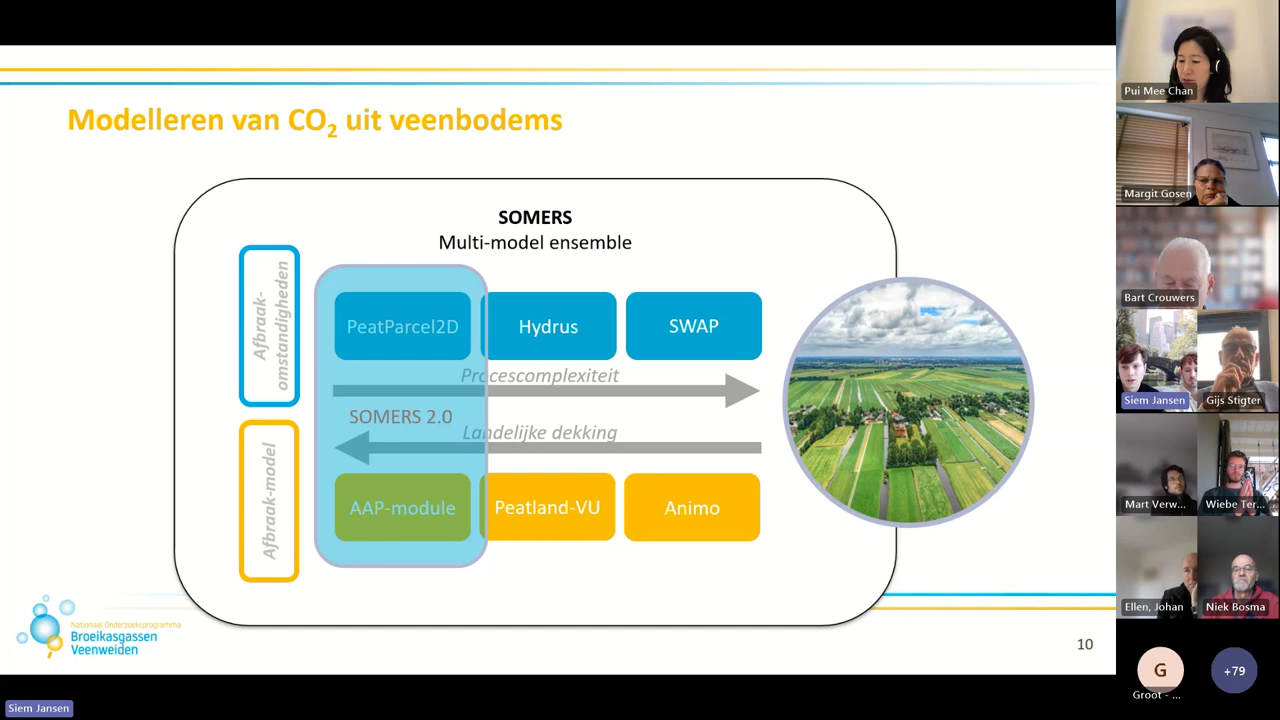 Modelleren van CO₂ uit veenbodems
SOMERS
Multi-model ensemble
Afbraak-
omstandigheden
PeatParcel2D
Hydrus
SWAP
Procescomplexiteit
SOMERS 2.0
Landelijke dekking
Afbraak-model
AAP-module
Peatland-VU
Animo
Nationaal Onderzoeksprogramma
Broeikasgassen
Veenweiden
10
Siem Jansen
Pui Mee Chan
Margit Gosen
Bart Crouwers
Siem Jansen
Gijs Stigter
Mart Verw...
Wiebe Ter...
Ellen, Johan
Niek Bosma
G
Groot - ...
+79